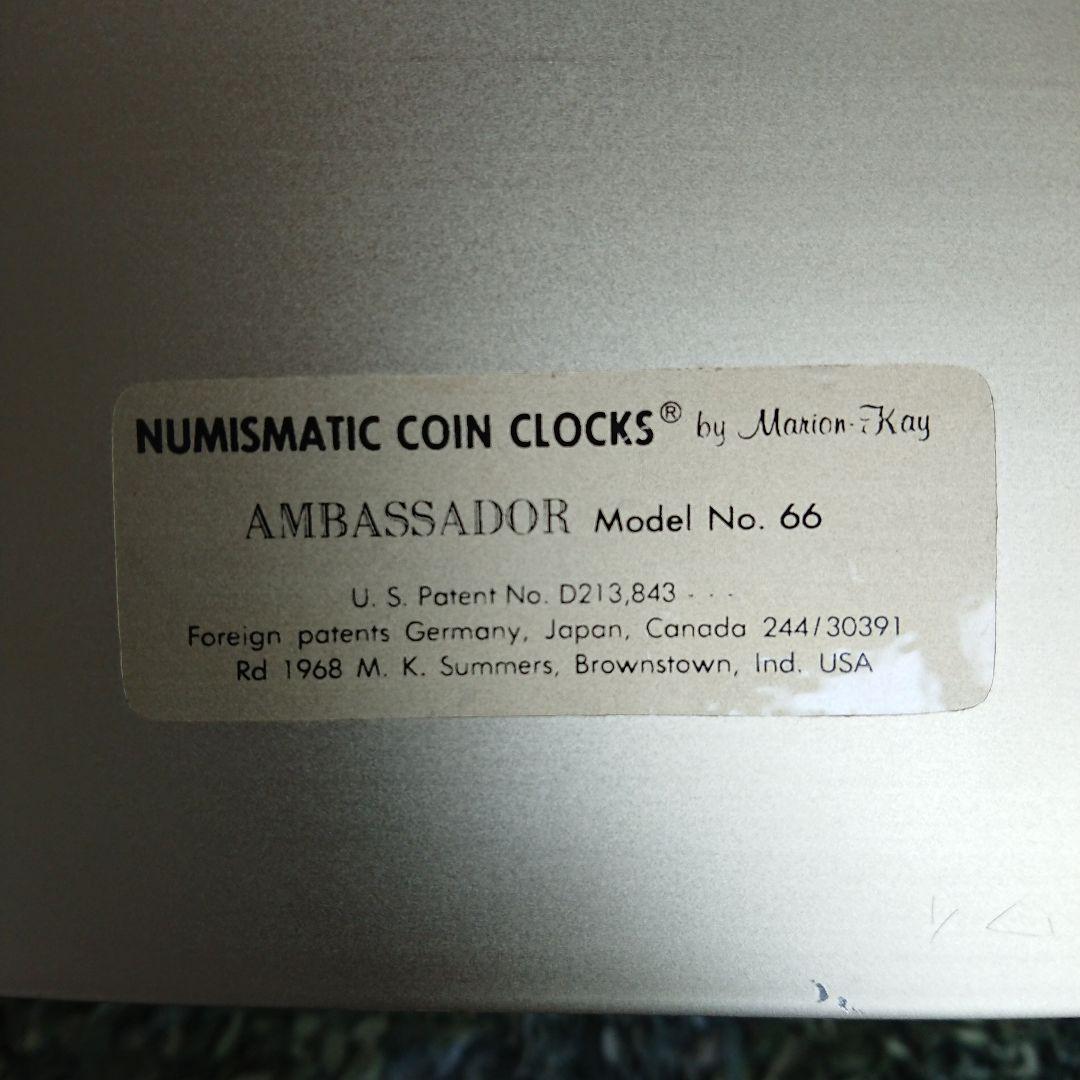 NUMISMATIC COIN CLOCKS® by Marion-Kay
AMBASSADOR Model No. 66
U. S. Patent No. D213,843 - - -
Foreign patents Germany, Japan, Canada 244/30391
Rd 1968 M. K. Summers, Brownstown, Ind. USA